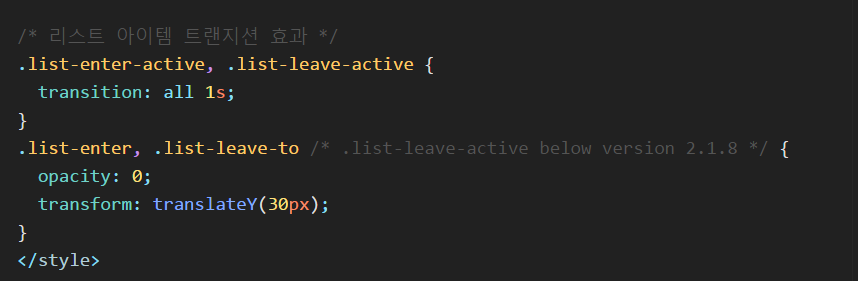 /* 리스트 아이템 트랜지션 효과 */
.list-enter-active, .list-leave-active {
  transition: all 1s;
}
.list-enter, .list-leave-to /* .list-leave-active below version 2.1.8 */ {
  opacity: 0;
  transform: translateY(30px);
}
</style>